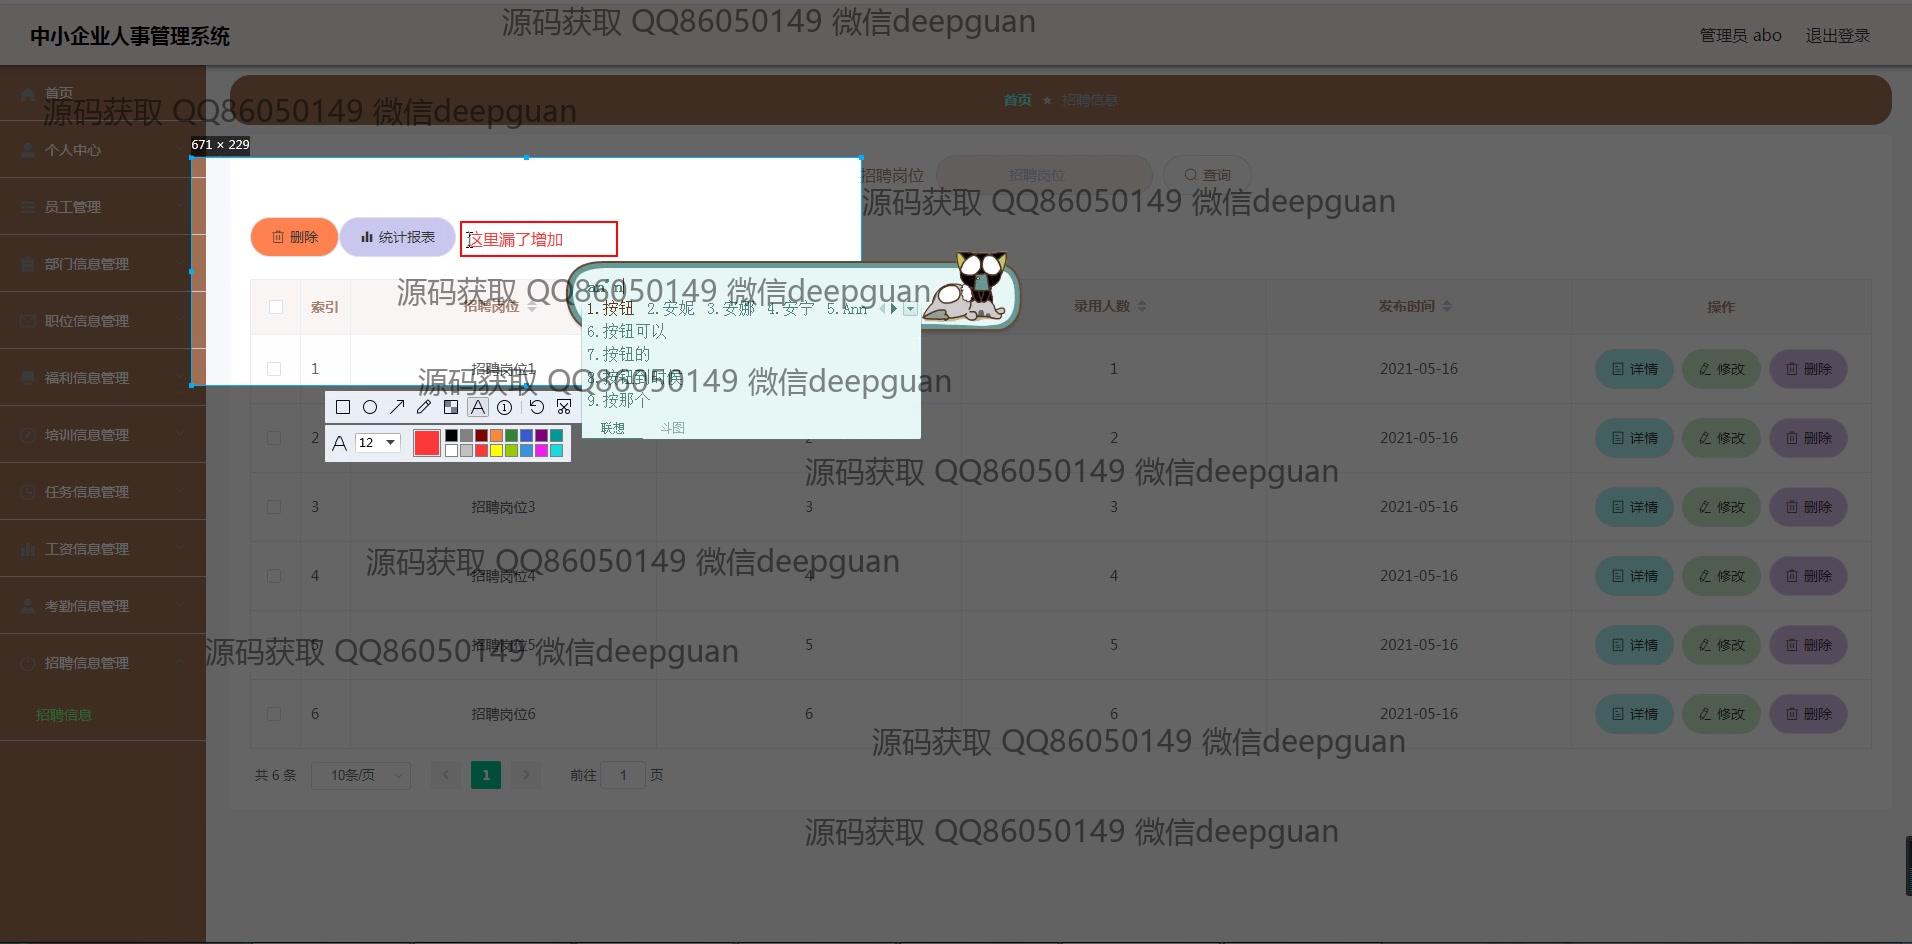 源码获取 QQ86050149 微信deepguan
中小企业人事管理系统
管理员 abo 退出登录
首页
源码获取 QQ86050149 微信deepguan
首页 ★ 招聘信息
671 × 229
个人中心
招聘岗位 招聘岗位 查询
源码获取 QQ86050149 微信deepguan
员工管理
删除 统计报表 这里漏了增加
部门信息管理
源码获取 QQ86050149 微信deepguan
an'n
1.按钮 2.安妮 3.安娜 4.安宁 5.Ann
6.按钮可以
7.按钮的
8.按钮到时候
9.按那个
联想 斗图
索引 招聘岗位 录用人数 发布时间 操作
职位信息管理
1 招聘岗位1 1 2021-05-16 详情 修改 删除
源码获取 QQ86050149 微信deepguan
福利信息管理
12
2 2 2 2021-05-16 详情 修改 删除
培训信息管理
源码获取 QQ86050149 微信deepguan
任务信息管理
3 招聘岗位3 3 3 2021-05-16 详情 修改 删除
工资信息管理
源码获取 QQ86050149 微信deepguan
4 招聘岗位4 4 4 2021-05-16 详情 修改 删除
考勤信息管理
5 招聘岗位5 5 5 2021-05-16 详情 修改 删除
源码获取 QQ86050149 微信deepguan
招聘信息管理
招聘信息
6 招聘岗位6 6 6 2021-05-16 详情 修改 删除
源码获取 QQ86050149 微信deepguan
共 6 条 10条/页 1 前往 1 页
源码获取 QQ86050149 微信deepguan